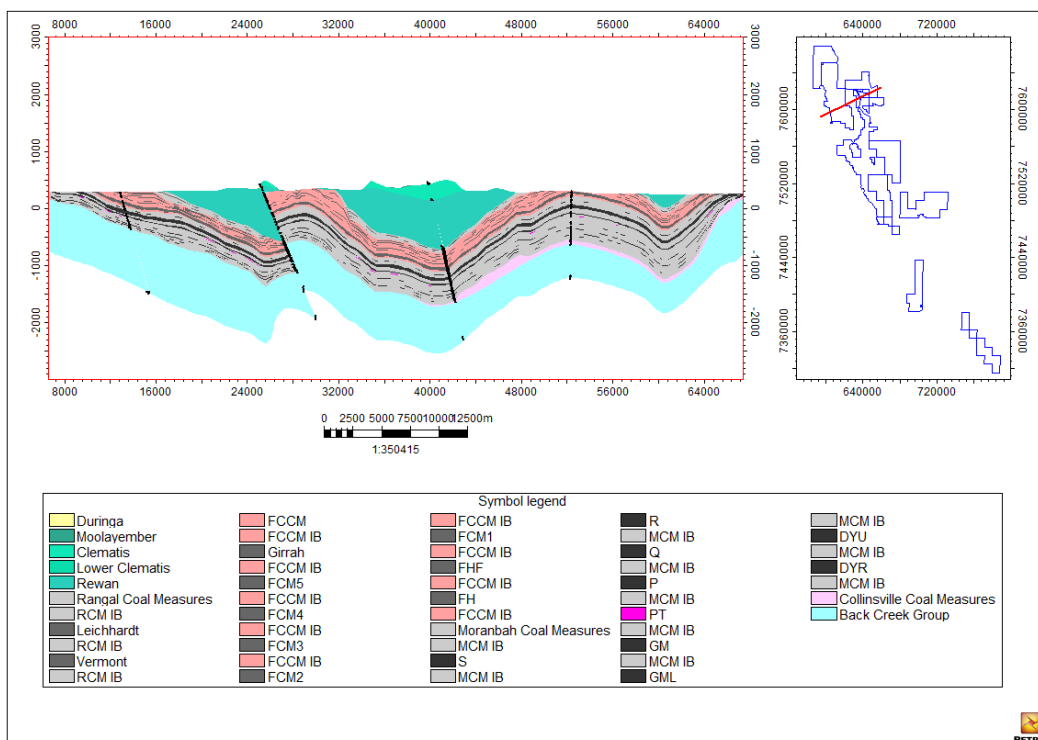 8000 16000 24000 32000 40000 48000 56000 64000
640000 720000
3000 3000
2000 2000
1000 1000
0 0
-1000 -1000
-2000 -2000
7600000 7600000
7520000 7520000
7440000 7440000
7360000 7360000
8000 16000 24000 32000 40000 48000 56000 64000
640000 720000
0 2500 5000 7500 10000 12500m
1:350415
Symbol legend
Duringa FCCM FCCM IB R MCM IB
Moolayember FCCM IB FCM1 MCM IB DYU
Clematis Girrah FCCM IB Q MCM IB
Lower Clematis FCCM IB FHF MCM IB DYR
Rewan FCM5 FCCM IB P MCM IB
Rangal Coal Measures FCCM IB FH MCM IB Collinsville Coal Measures
RCM IB FCM4 FCCM IB PT Back Creek Group
Leichhardt FCCM IB Moranbah Coal Measures MCM IB
RCM IB FCM3 MCM IB GM
Vermont FCCM IB S MCM IB
RCM IB FCM2 MCM IB GML